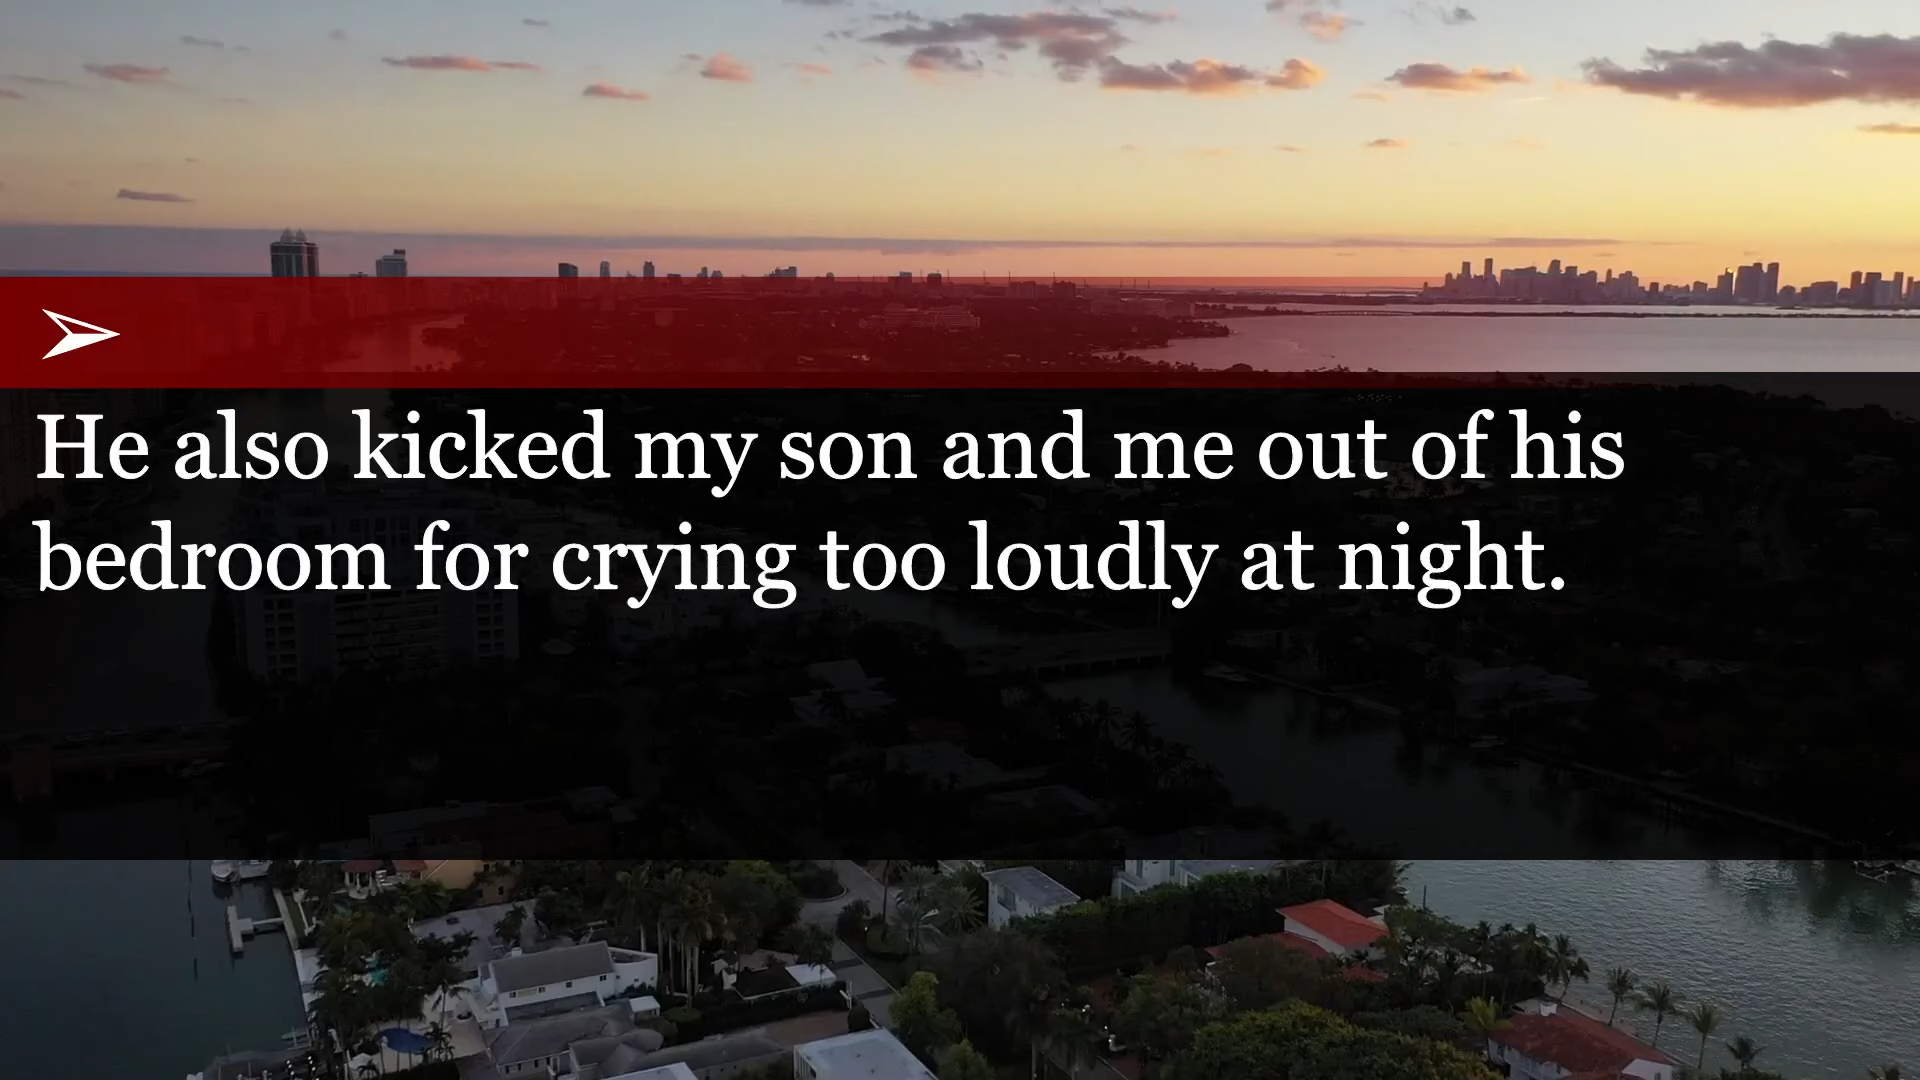 He also kicked my son and me out of his
bedroom for crying too loudly at night.